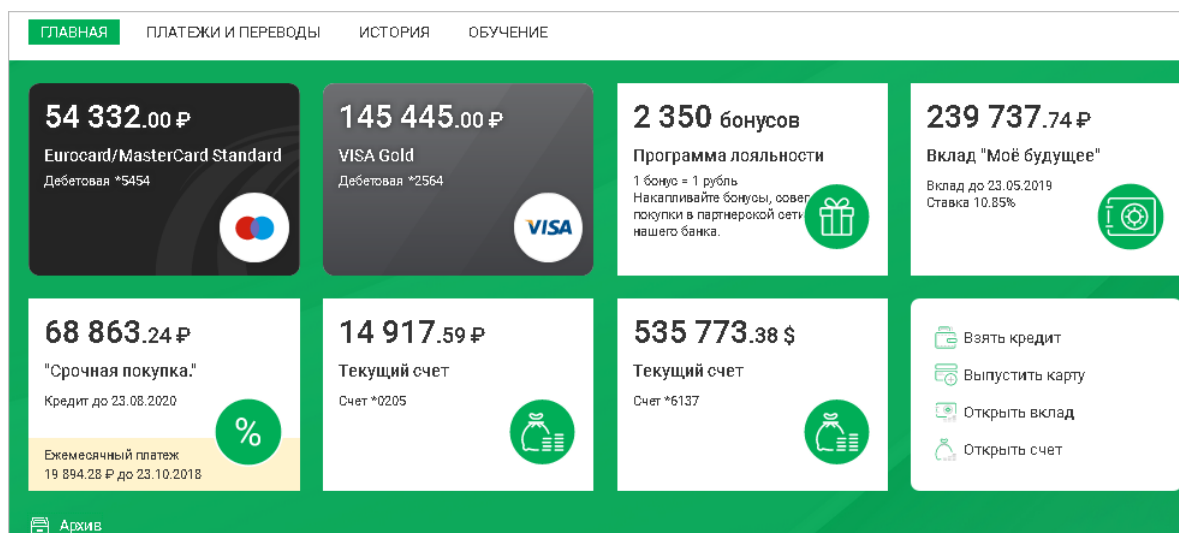 ГЛАВНАЯ ПЛАТЕЖИ И ПЕРЕВОДЫ ИСТОРИЯ ОБУЧЕНИЕ
54 332.00 ₽
Eurocard/MasterCard Standard
Дебетовая *5454
145 445.00 ₽
VISA Gold
Дебетовая *2564
VISA
2 350 бонусов
Программа лояльности
1 бонус = 1 рубль
Накапливайте бонусы,
покупки в партнерской сети
нашего банка.
239 737.74 ₽
Вклад "Моё будущее"
Вклад до 23.05.2019
Ставка 10.85%
68 863.24 ₽
"Срочная покупка."
Кредит до 23.08.2020
%
Ежемесячный платеж
19 894.28 ₽ до 23.10.2018
14 917.59 ₽
Текущий счет
Счет *0205
535 773.38 $
Текущий счет
Счет *6137
Взять кредит
Выпустить карту
Открыть вклад
Открыть счет
Архив